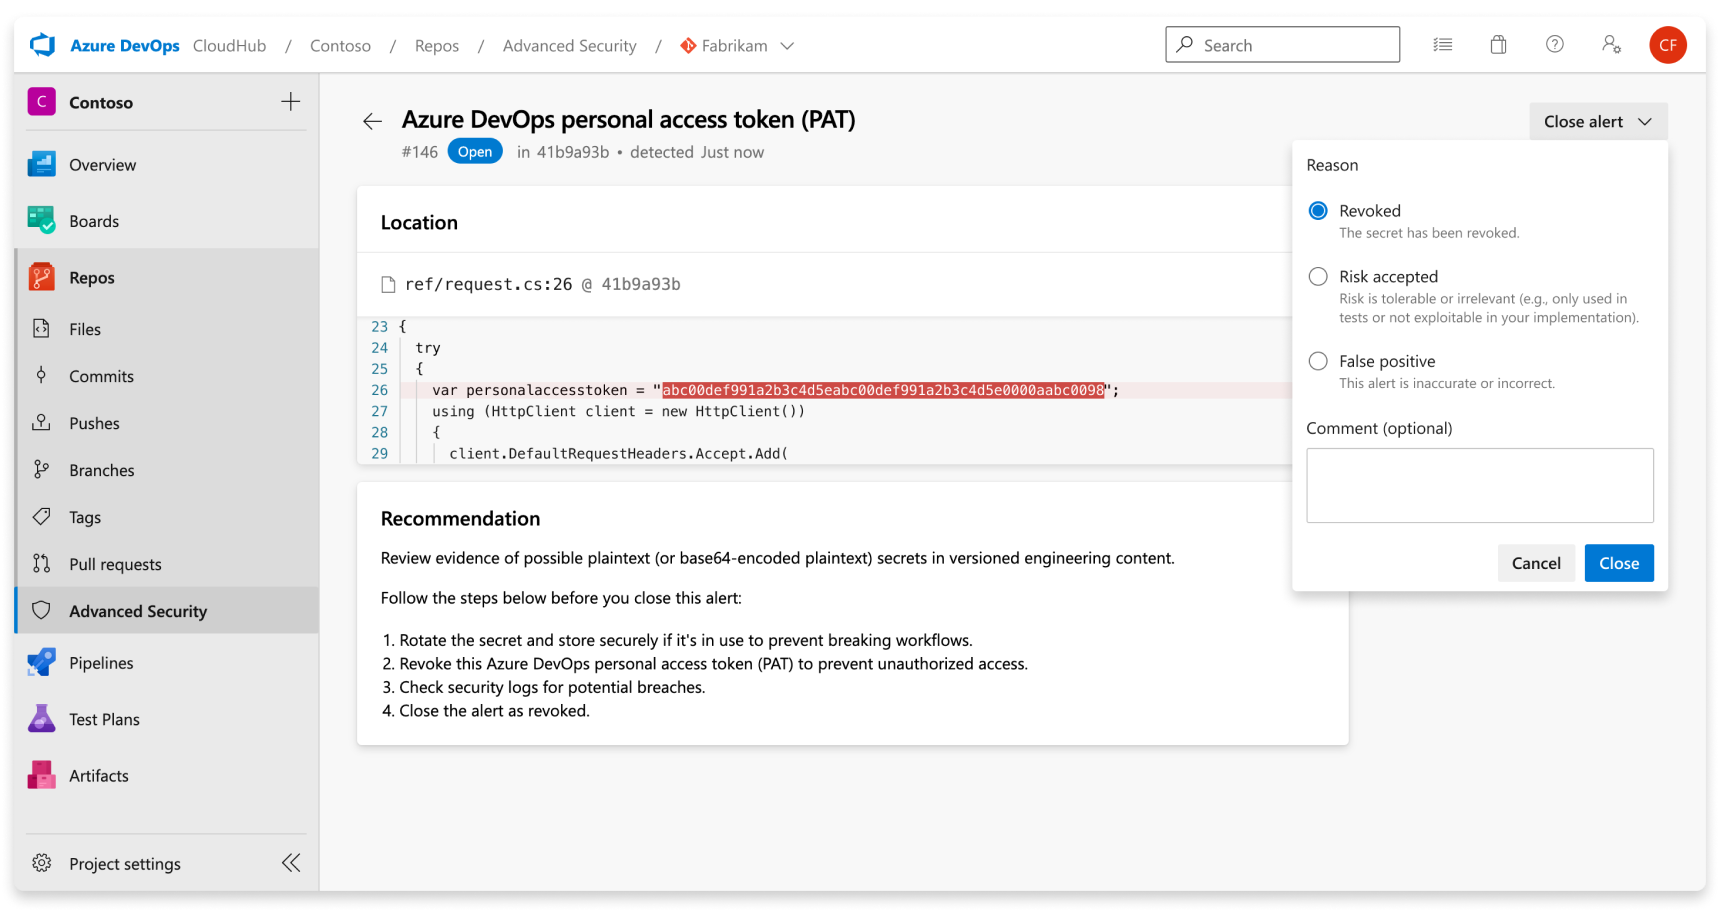 Azure DevOps CloudHub / Contoso / Repos / Advanced Security / Fabrikam
Search
CF
C Contoso
Overview
Boards
Repos
Files
Commits
Pushes
Branches
Tags
Pull requests
Advanced Security
Pipelines
Test Plans
Artifacts
Project settings
Azure DevOps personal access token (PAT)
#146 Open in 41b9a93b • detected Just now
Location
ref/request.cs:26 @ 41b9a93b
23 {
24 try
25 {
26 var personalaccesstoken = "abc00def991a2b3c4d5eabc00def991a2b3c4d5e0000aabc0098";
27 using (HttpClient client = new HttpClient())
28 {
29 client.DefaultRequestHeaders.Accept.Add(
Recommendation
Review evidence of possible plaintext (or base64-encoded plaintext) secrets in versioned engineering content.
Follow the steps below before you close this alert:
1. Rotate the secret and store securely if it's in use to prevent breaking workflows.
2. Revoke this Azure DevOps personal access token (PAT) to prevent unauthorized access.
3. Check security logs for potential breaches.
4. Close the alert as revoked.
Close alert
Reason
Revoked
The secret has been revoked.
Risk accepted
Risk is tolerable or irrelevant (e.g., only used in
tests or not exploitable in your implementation).
False positive
This alert is inaccurate or incorrect.
Comment (optional)
Cancel
Close